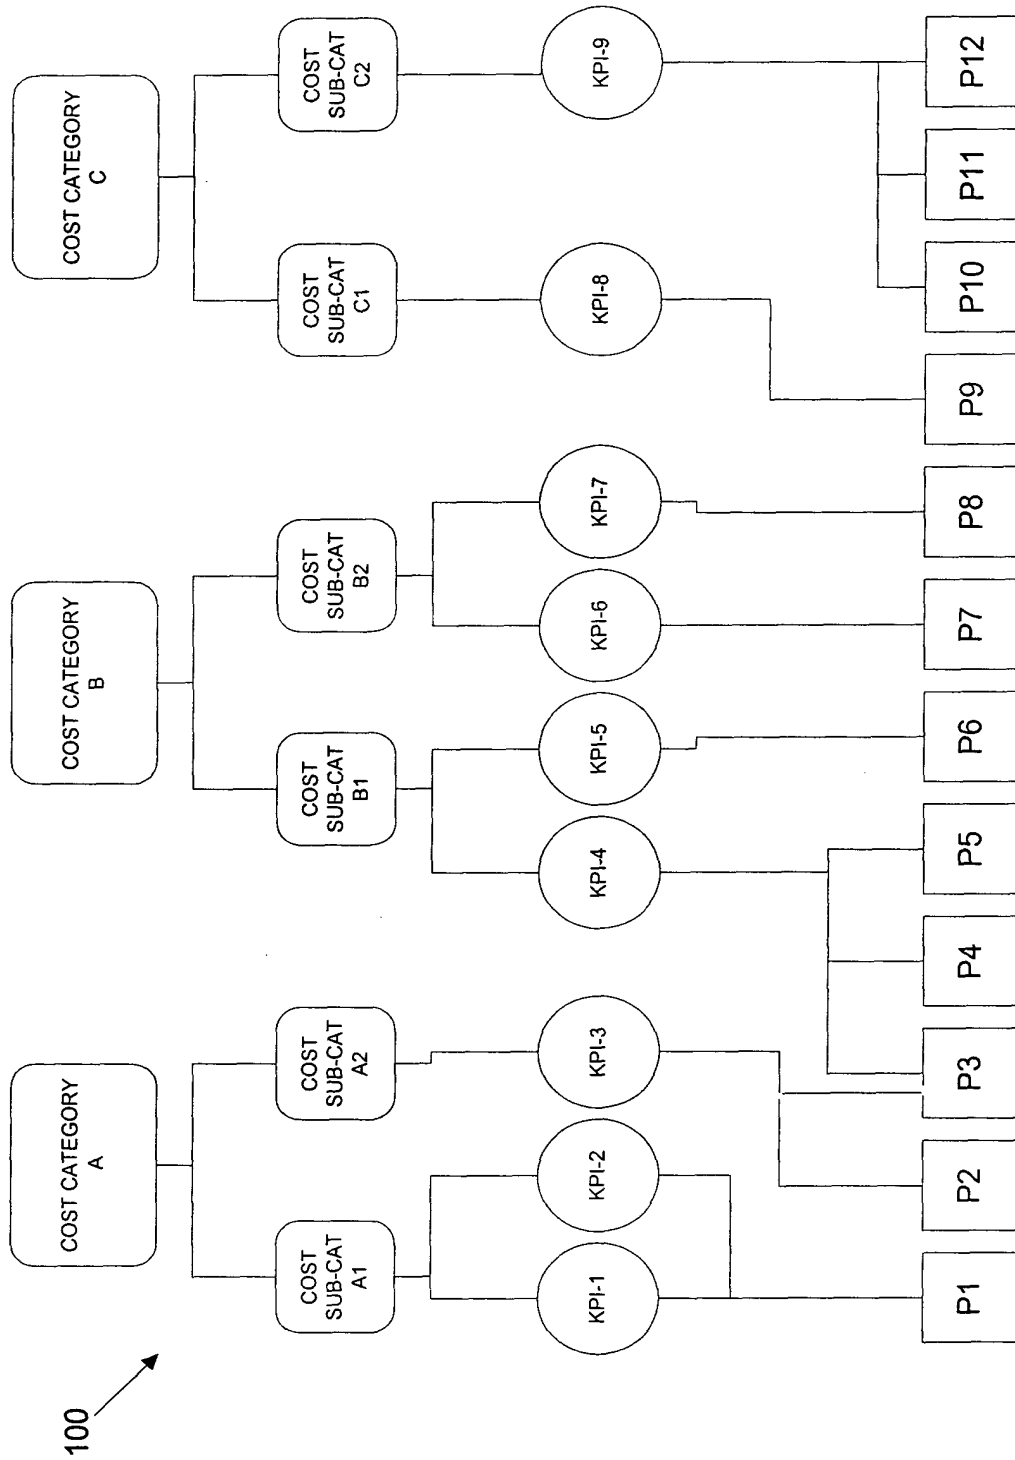 100
COST CATEGORY
A
COST CATEGORY
B
COST CATEGORY
C
COST
SUB-CAT
A1
COST
SUB-CAT
A2
COST
SUB-CAT
B1
COST
SUB-CAT
B2
COST
SUB-CAT
C1
COST
SUB-CAT
C2
KPI-1
KPI-2
KPI-3
KPI-4
KPI-5
KPI-6
KPI-7
KPI-8
KPI-9
P1
P2
P3
P4
P5
P6
P7
P8
P9
P10
P11
P12